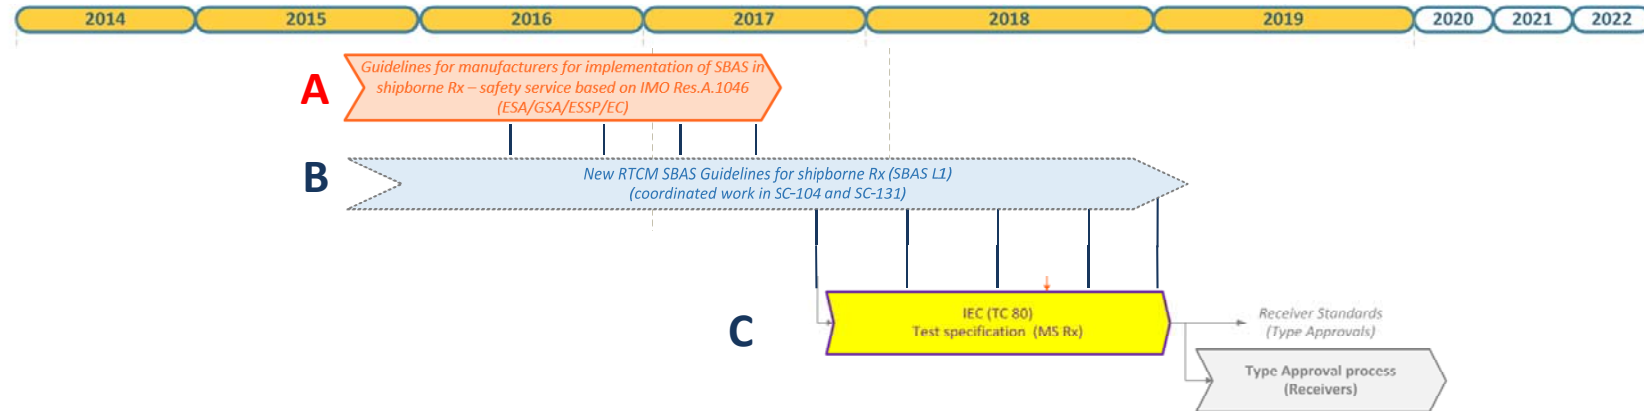 2014 2015 2016 2017 2018 2019 2020 2021 2022
A
Guidelines for manufacturers for implementation of SBAS in
shipborne Rx – safety service based on IMO Res.A.1046
(ESA/GSA/ESSP/EC)
B
New RTCM SBAS Guidelines for shipborne Rx (SBAS L1)
(coordinated work in SC-104 and SC-131)
C
IEC (TC 80)
Test specification (MS Rx)
Receiver Standards
(Type Approvals)
Type Approval process
(Receivers)